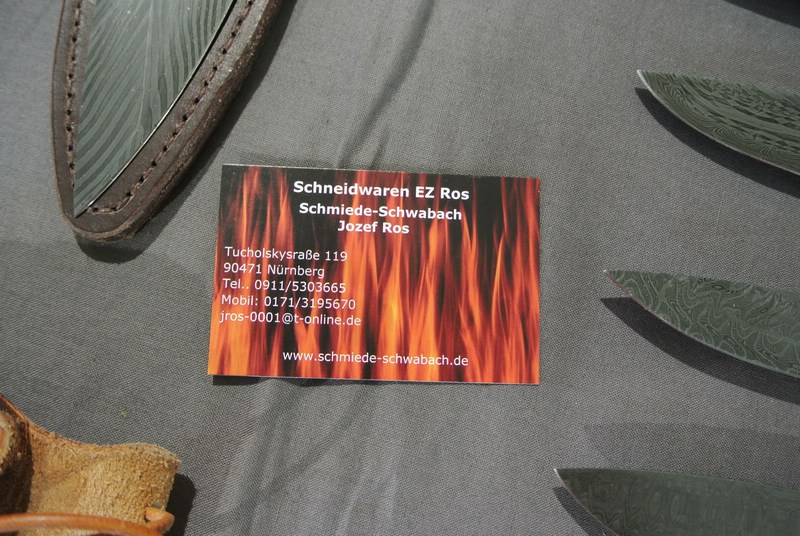 Schneidwaren EZ Ros
Schmiede-Schwabach
Jozef Ros
Tucholskysraße 119
90471 Nürnberg
Tel.. 0911/5303665
Mobil: 0171/3195670
jros-0001@t-online.de
www.schmiede-schwabach.de